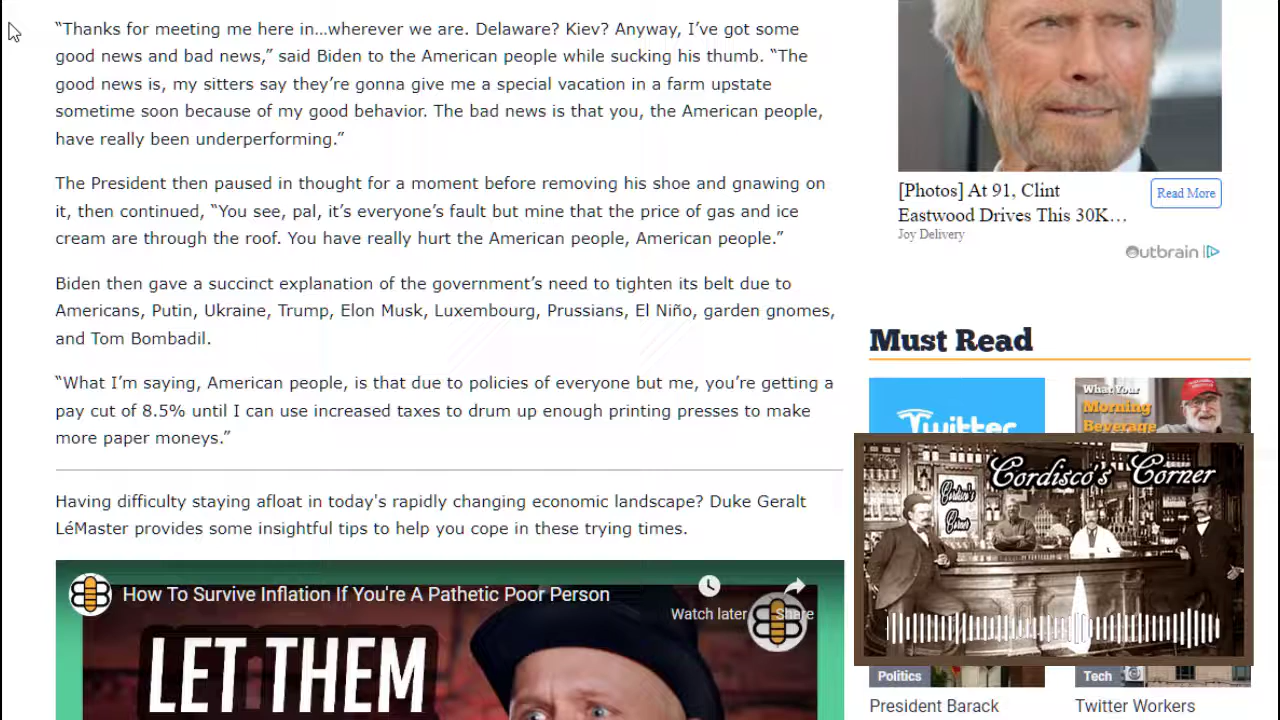 “Thanks for meeting me here in…wherever we are. Delaware? Kiev? Anyway, I’ve got some
good news and bad news,” said Biden to the American people while sucking his thumb. “The
good news is, my sitters say they’re gonna give me a special vacation in a farm upstate
sometime soon because of my good behavior. The bad news is that you, the American people,
have really been underperforming.”
The President then paused in thought for a moment before removing his shoe and gnawing on
it, then continued, “You see, pal, it’s everyone’s fault but mine that the price of gas and ice
cream are through the roof. You have really hurt the American people, American people.”
Biden then gave a succinct explanation of the government’s need to tighten its belt due to
Americans, Putin, Ukraine, Trump, Elon Musk, Luxembourg, Prussians, El Niño, garden gnomes,
and Tom Bombadil.
“What I’m saying, American people, is that due to policies of everyone but me, you’re getting a
pay cut of 8.5% until I can use increased taxes to drum up enough printing presses to make
more paper moneys.”
Having difficulty staying afloat in today's rapidly changing economic landscape? Duke Geralt
LéMaster provides some insightful tips to help you cope in these trying times.
How To Survive Inflation If You're A Pathetic Poor Person
Watch later
Share
LET THEM
[Photos] At 91, Clint
Eastwood Drives This 30K…
Read More
Joy Delivery
Outbrain
Must Read
Twitter
What Your
Morning
Beverage
Cordisco's Corner
Cordisco's
Corner
Politics
Tech
President Barack
Twitter Workers